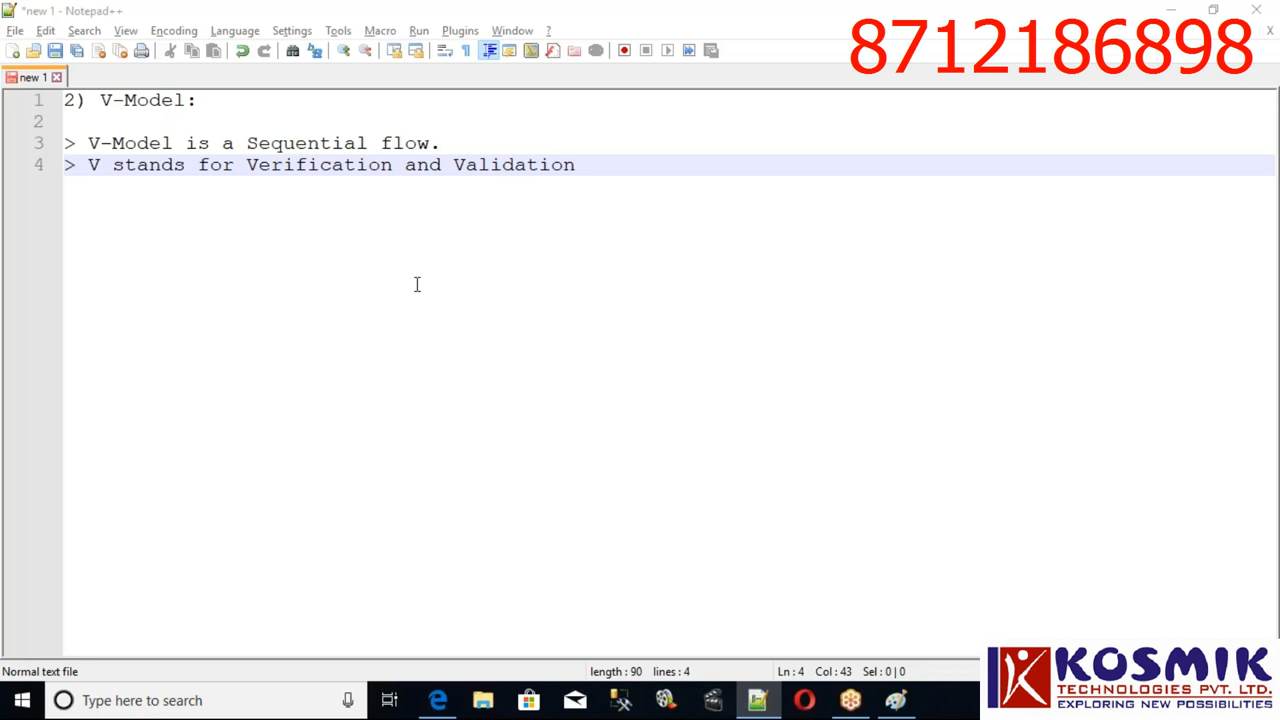 *new 1 - Notepad++
File Edit Search View Encoding Language Settings Tools Macro Run Plugins Window ?
X
8712186898
new 1
1 2) V-Model:
2
3 > V-Model is a Sequential flow.
4 > V stands for Verification and Validation
Normal text file length : 90 lines : 4 Ln : 4 Col : 43 Sel : 0 | 0
Type here to search
KOSMIK
TECHNOLOGIES PVT. LTD.
EXPLORING NEW POSSIBILITIES